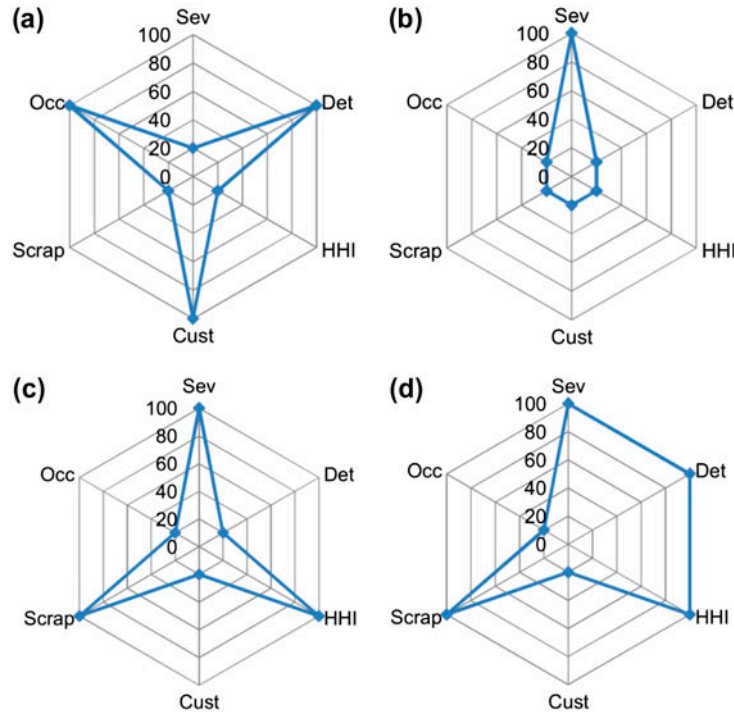 (a)
Sev
100
80
60
40
20
0
Occ
Det
Scrap
HHI
Cust
(b)
Sev
100
80
60
40
20
0
Occ
Det
Scrap
HHI
Cust
(c)
Sev
100
80
60
40
20
0
Occ
Det
Scrap
HHI
Cust
(d)
Sev
100
80
60
40
20
0
Occ
Det
Scrap
HHI
Cust